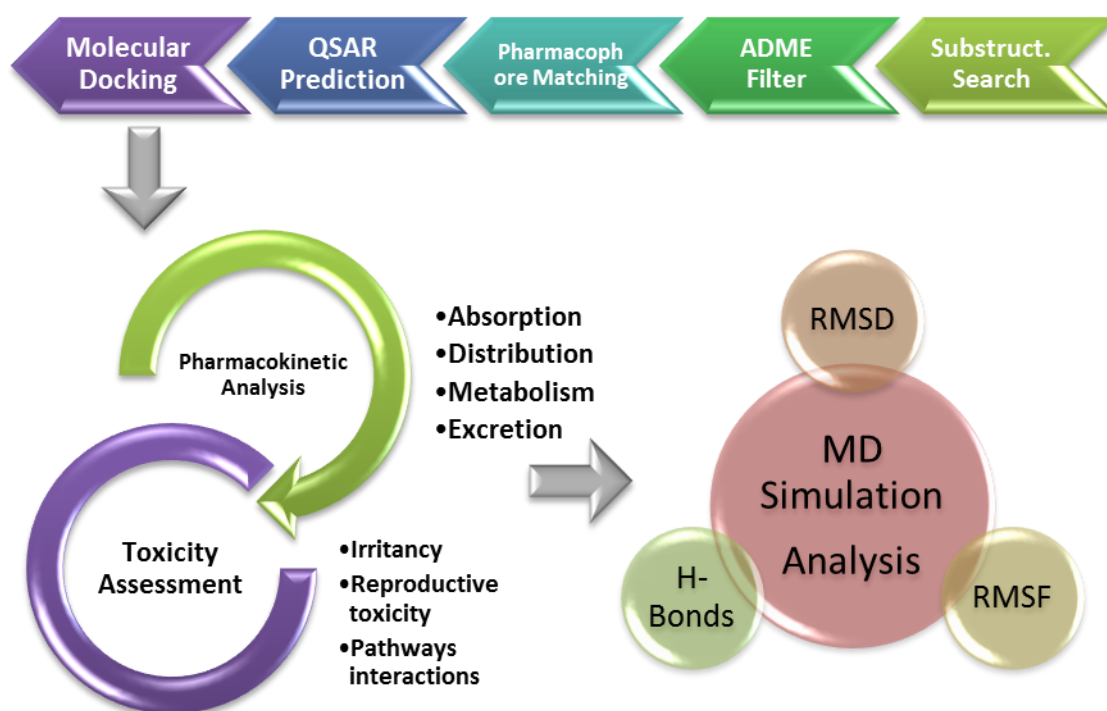 Molecular
Docking
QSAR
Prediction
Pharmacoph
ore Matching
ADME
Filter
Substruct.
Search
Pharmacokinetic
Analysis
•Absorption
•Distribution
•Metabolism
•Excretion
Toxicity
Assessment
•Irritancy
•Reproductive
toxicity
•Pathways
interactions
RMSD
MD
Simulation
Analysis
H-
Bonds
RMSF